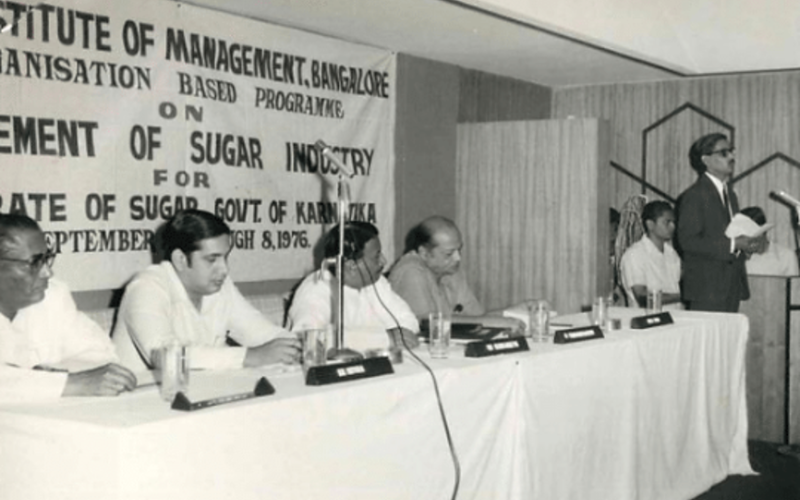 STITUTE OF MANAGEMENT, BANGALORE
ANISATION BASED PROGRAMME
ON
EMENT OF SUGAR INDUSTRY
FOR
RATE OF SUGAR, GOVT. OF KARNATAKA
SEPTEMBER UGH 8, 1976.